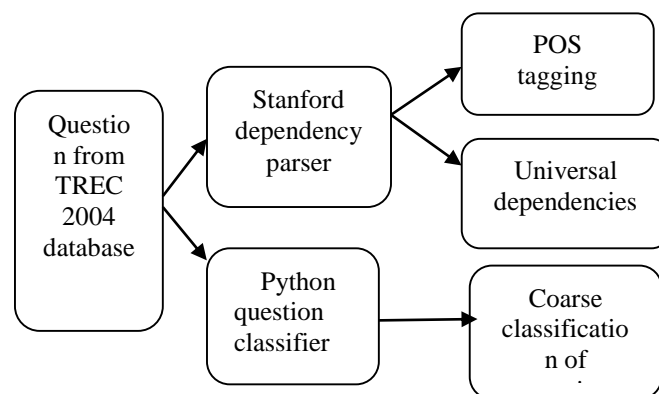 Questio
n from
TREC
2004
database
Stanford
dependency
parser
POS
tagging
Universal
dependencies
Python
question
classifier
Coarse
classificatio
n of